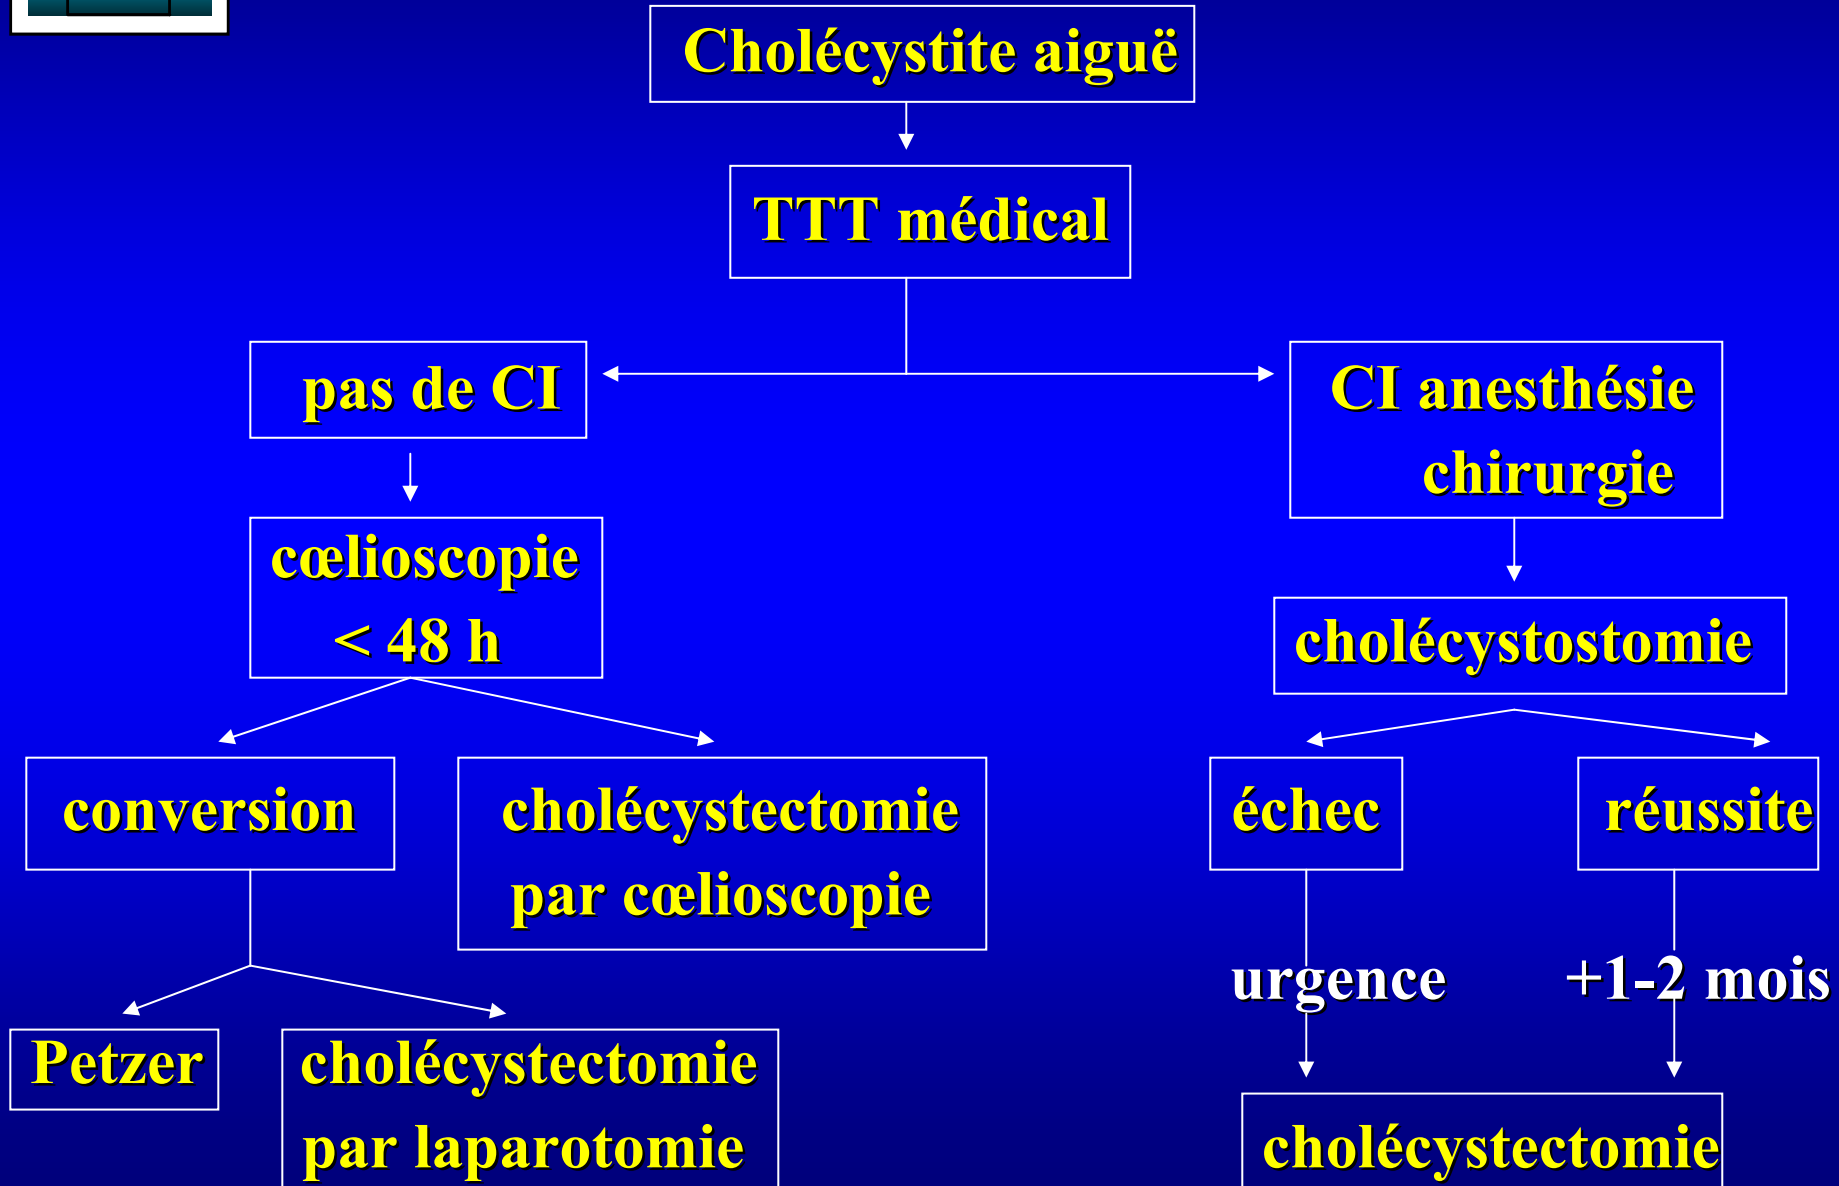 Cholécystite aiguë
TTT médical
pas de CI
CI anesthésie
chirurgie
cœlioscopie
< 48 h
cholécystostomie
conversion
cholécystectomie
par cœlioscopie
échec
réussite
urgence
+1-2 mois
Petzer
cholécystectomie
par laparotomie
cholécystectomie